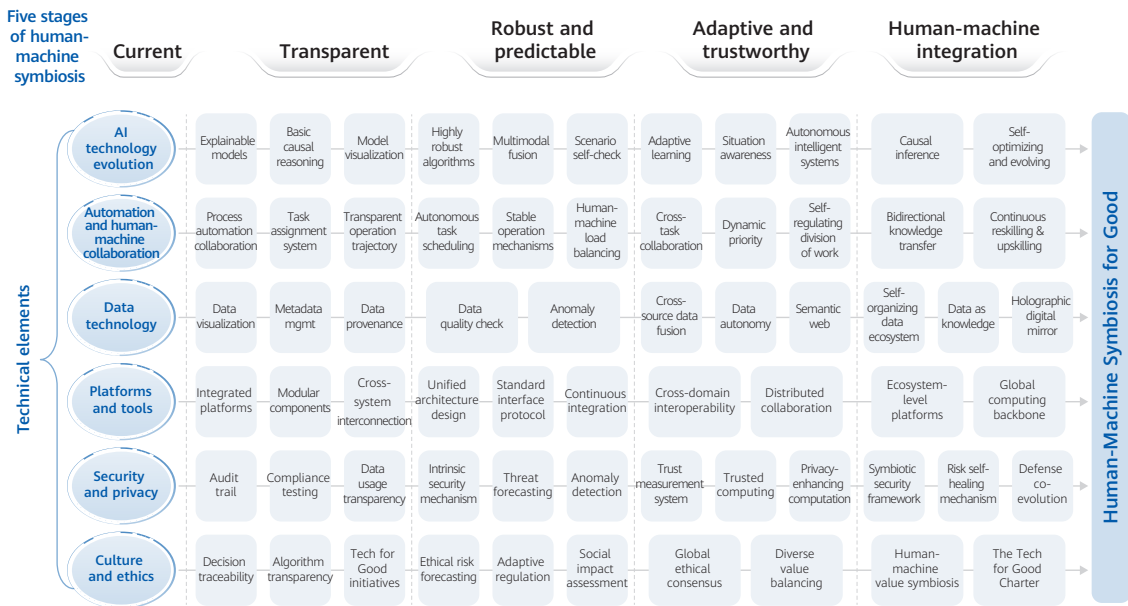 Five stages
of human-
machine
symbiosis
Current
Transparent
Robust and
predictable
Adaptive and
trustworthy
Human-machine
integration
Technical elements
AI
technology
evolution
Explainable
models
Basic
causal
reasoning
Model
visualization
Highly
robust
algorithms
Multimodal
fusion
Scenario
self-check
Adaptive
learning
Situation
awareness
Autonomous
intelligent
systems
Causal
inference
Self-
optimizing
and evolving
Automation
and human-
machine
collaboration
Process
automation
collaboration
Task
assignment
system
Transparent
operation
trajectory
Autonomous
task
scheduling
Stable
operation
mechanisms
Human-
machine
load
balancing
Cross-
task
collaboration
Dynamic
priority
Self-
regulating
division
of work
Bidirectional
knowledge
transfer
Continuous
reskilling &
upskilling
Data
technology
Data
visualization
Metadata
mgmt
Data
provenance
Data
quality check
Anomaly
detection
Cross-
source data
fusion
Data
autonomy
Semantic
web
Self-
organizing
data
ecosystem
Data as
knowledge
Holographic
digital
mirror
Platforms
and tools
Integrated
platforms
Modular
components
Cross-
system
interconnection
Unified
architecture
design
Standard
interface
protocol
Continuous
integration
Cross-domain
interoperability
Distributed
collaboration
Ecosystem-
level
platforms
Global
computing
backbone
Security
and privacy
Audit
trail
Compliance
testing
Data
usage
transparency
Intrinsic
security
mechanism
Threat
forecasting
Anomaly
detection
Trust
measurement
system
Trusted
computing
Privacy-
enhancing
computation
Symbiotic
security
framework
Risk self-
healing
mechanism
Defense
co-
evolution
Culture
and ethics
Decision
traceability
Algorithm
transparency
Tech for
Good
initiatives
Ethical risk
forecasting
Adaptive
regulation
Social
impact
assessment
Global
ethical
consensus
Diverse
value
balancing
Human-
machine
value symbiosis
The Tech
for Good
Charter
Human-Machine Symbiosis for Good